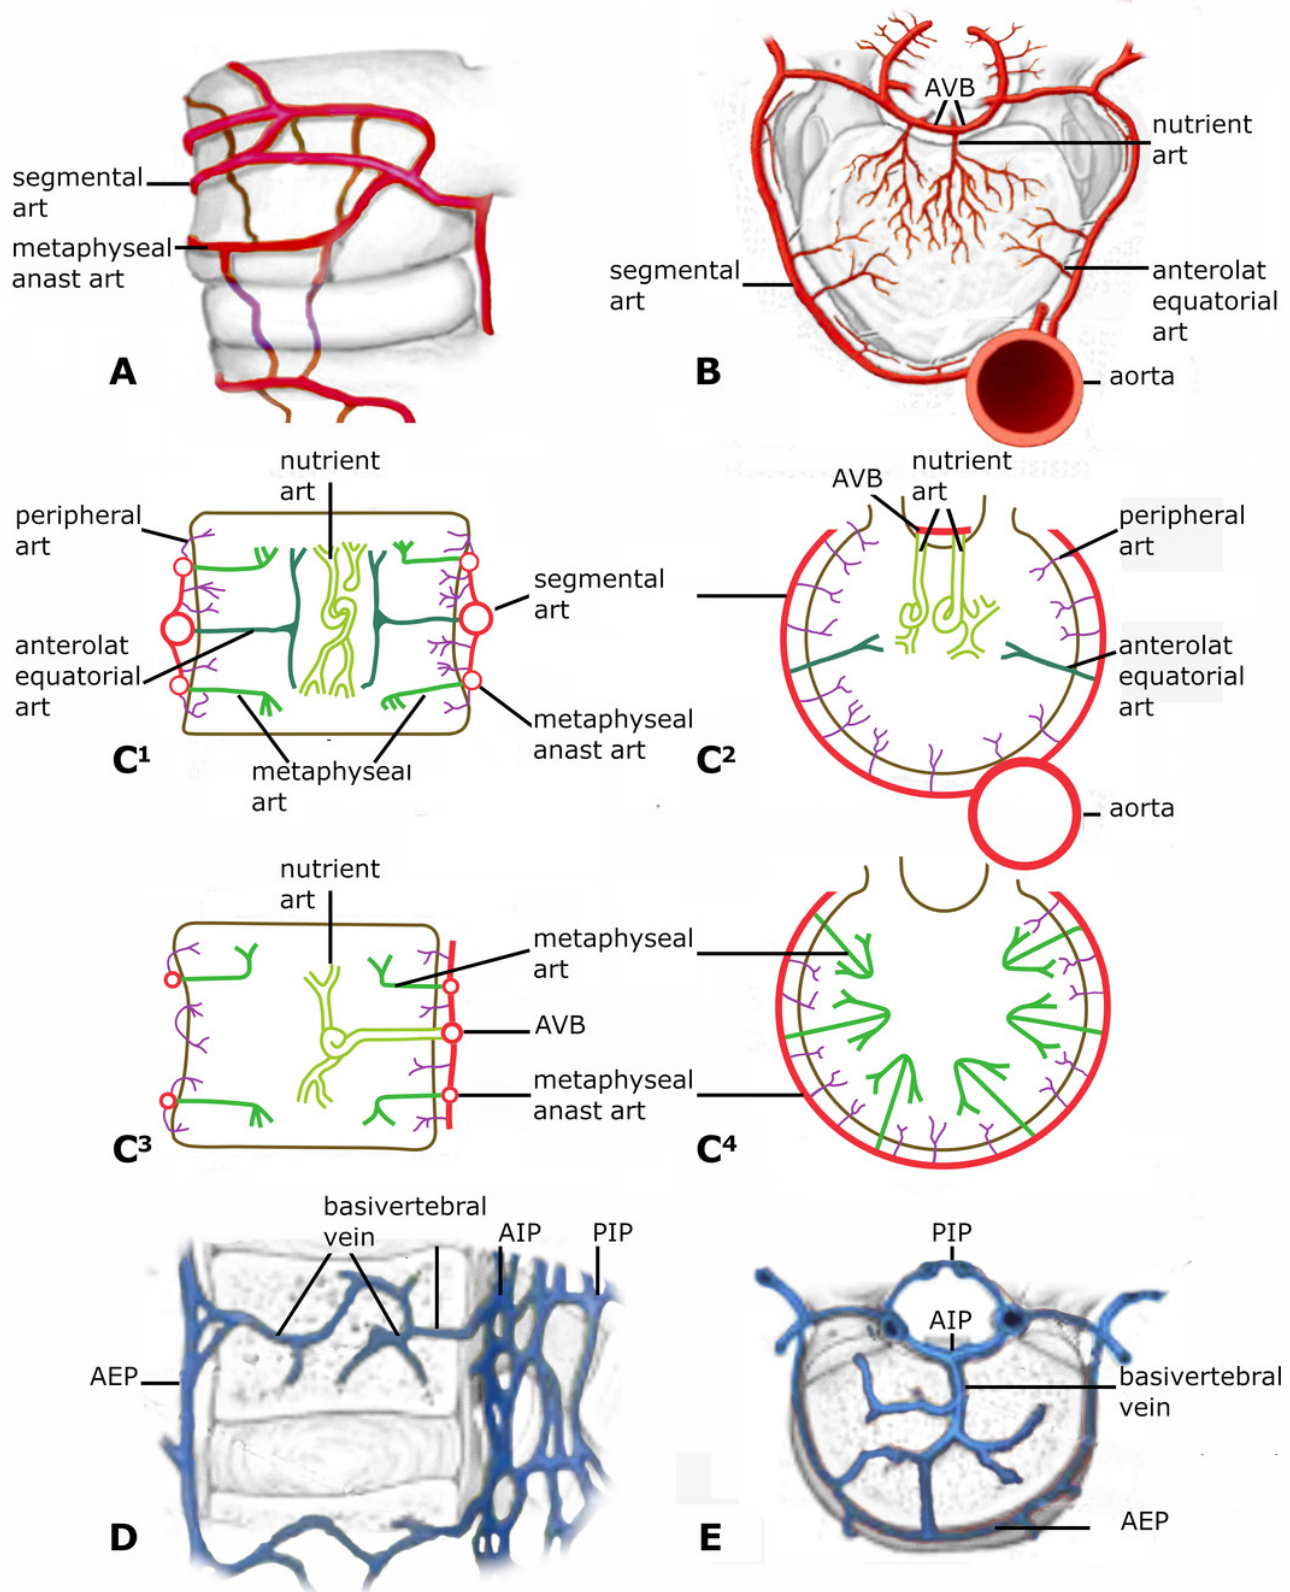 segmental
art
metaphyseal
anast art
A
AVB
nutrient
art
segmental
art
anterolat
equatorial
art
B
aorta
nutrient
art
peripheral
art
segmental
art
anterolat
equatorial
art
metaphyseal
anast art
C1
metaphyseal
art
AVB
nutrient
art
peripheral
art
anterolat
equatorial
art
C2
aorta
nutrient
art
metaphyseal
art
AVB
metaphyseal
anast art
C3
C4
basivertebral
vein
AIP
PIP
AEP
D
PIP
AIP
basivertebral
vein
AEP
E